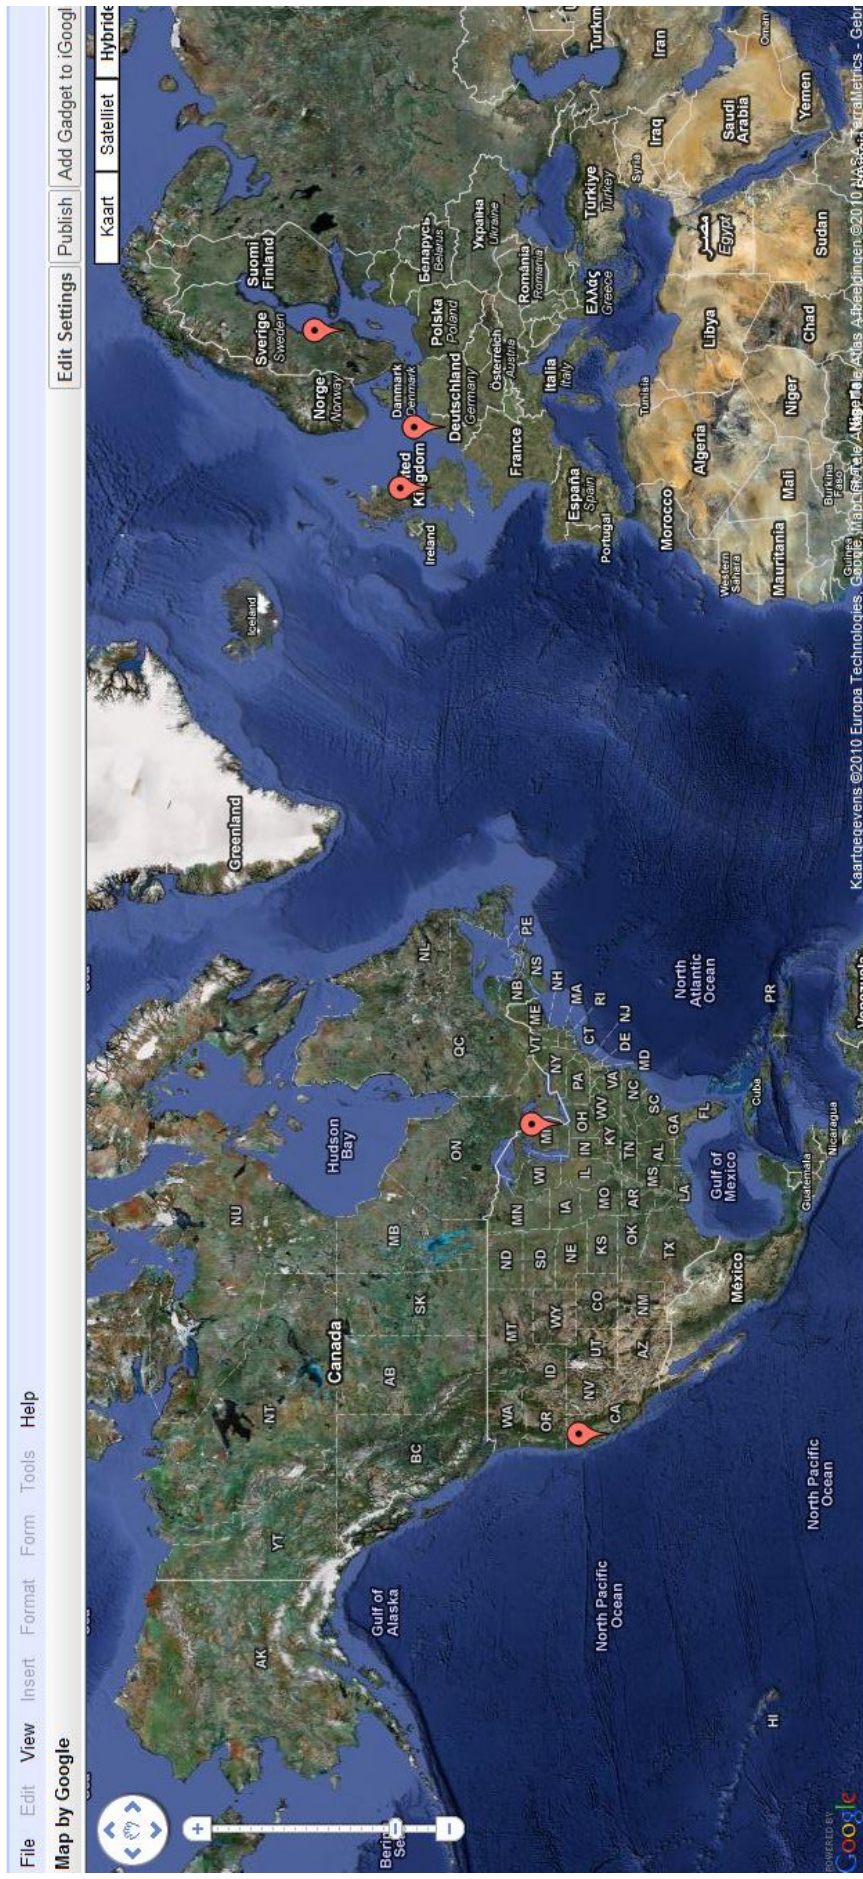 File Edit View Insert Format Form Tools Help
Map by Google
Edit Settings
Publish
Add Gadget to iGoogl
Kaart
Satelliet
Hybride
AK
YT
NT
NU
Canada
BC
AB
SK
MB
ON
QC
NL
Hudson
Bay
Gulf of
Alaska
Greenland
Iceland
Norge
Norway
Sverige
Sweden
Suomi
Finland
Danmark
Denmark
Ireland
Deutschland
Germany
Polska
Poland
Беларусь
Belarus
Україна
Ukraine
Österreich
Austria
România
Romania
France
Italia
Italy
España
Spain
Portugal
Ελλάς
Greece
Türkiye
Turkey
Syria
Iraq
Iran
Saudi
Arabia
Yemen
Oman
مصر
Egypt
Sudan
Libya
Chad
Tunisia
Algeria
Niger
Mali
Morocco
Western
Sahara
Mauritania
Burkina
Faso
Guinea
WA
OR
CA
ID
NV
MT
WY
UT
AZ
CO
NM
ND
SD
NE
KS
OK
TX
MN
IA
MO
AR
LA
WI
IL
MS
IN
KY
TN
AL
OH
WV
GA
FL
SC
NC
VA
PA
NY
VT
ME
NB
NS
PE
NH
MA
RI
CT
NJ
DE
MD
México
Gulf of
Mexico
Cuba
PR
Guatemala
Nicaragua
North
Atlantic
Ocean
North Pacific
Ocean
North Pacific
Ocean
HI
POWERED BY
Google
Kaartgegevens ©2010 Europa Technologies, Google,